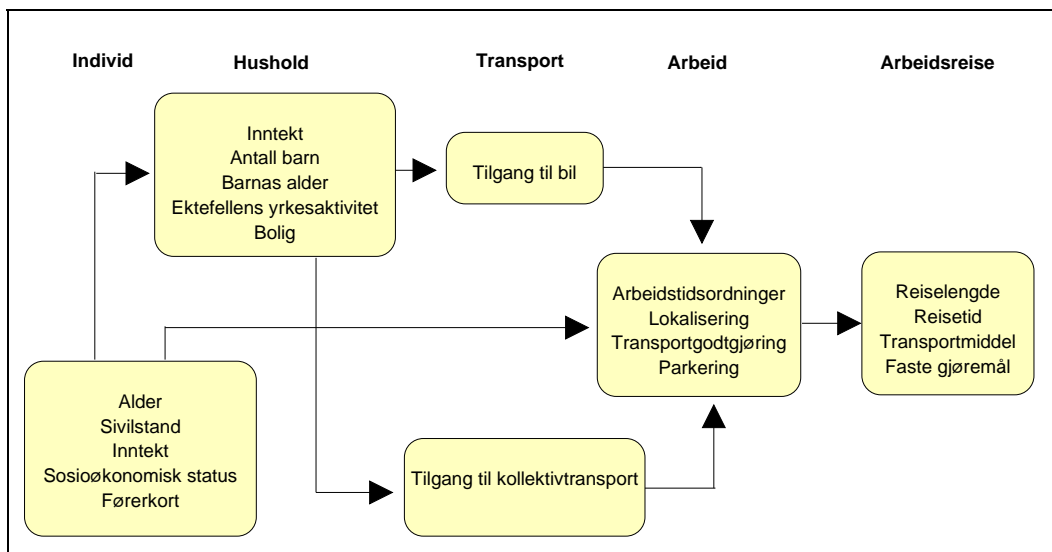 Individ
Hushold
Transport
Arbeid
Arbeidsreise
Inntekt
Antall barn
Barnas alder
Ektefellens yrkesaktivitet
Bolig
Tilgang til bil
Arbeidstidsordninger
Lokalisering
Transportgodtgjøring
Parkering
Reiselengde
Reisetid
Transportmiddel
Faste gjøremål
Alder
Sivilstand
Inntekt
Sosioøkonomisk status
Førerkort
Tilgang til kollektivtransport